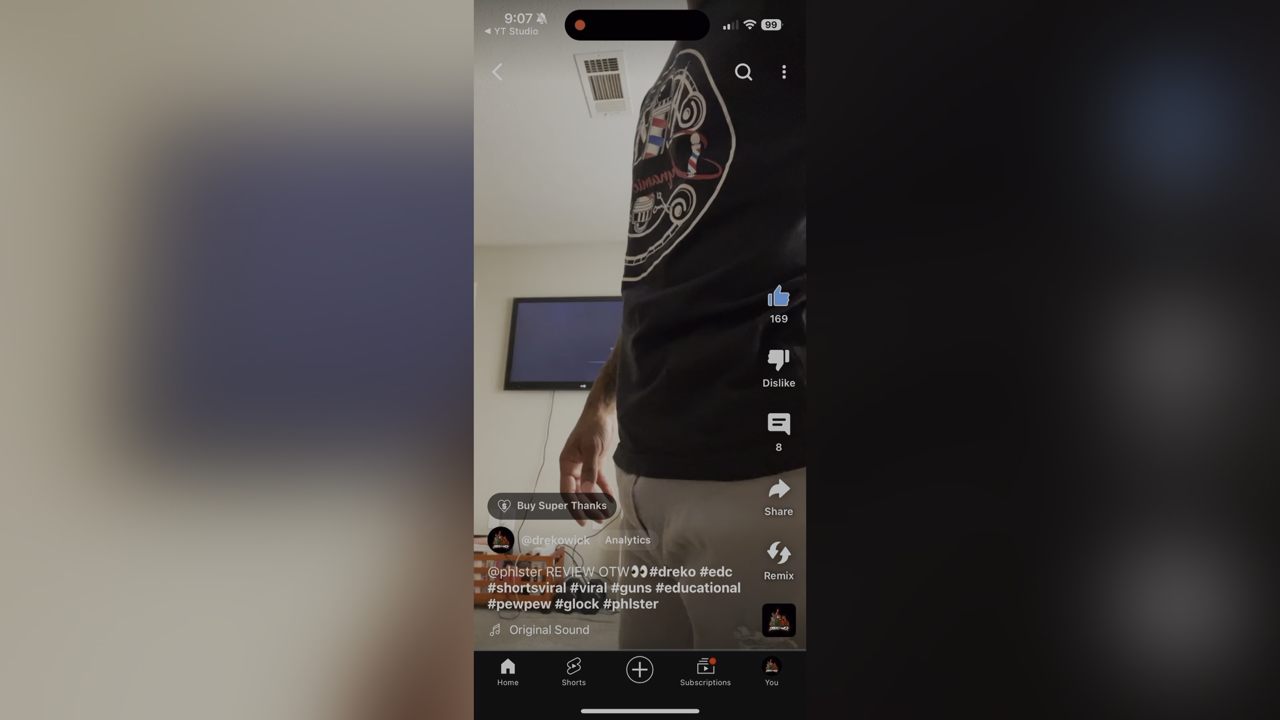 9:07
99
YT Studio
169
Dislike
8
Buy Super Thanks
Share
@drekowick Analytics
@phlster REVIEW OTW👀#dreko #edc
#shortsviral #viral #guns #educational
#pewpew #glock #phlster
Remix
Original Sound
Home
Shorts
Subscriptions
You